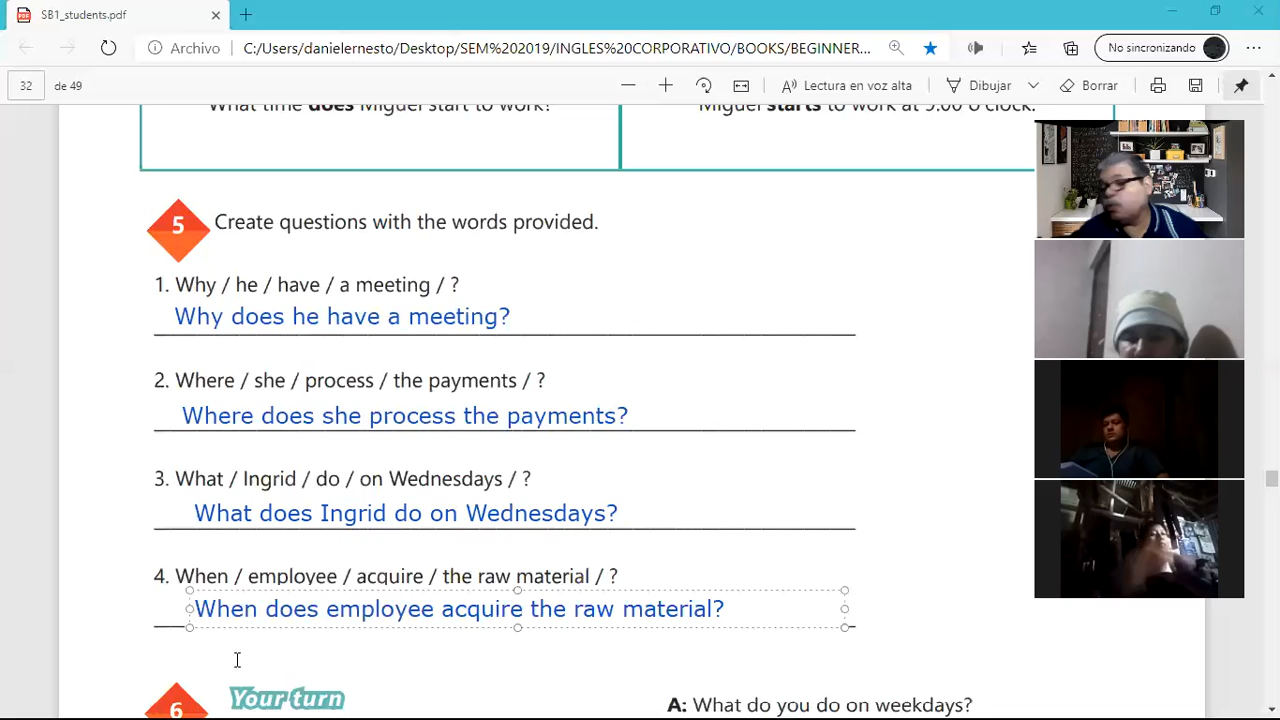 SB1_students.pdf
Archivo
C:/Users/danielernesto/Desktop/SEM%202019/INGLES%20CORPORATIVO/BOOKS/BEGINNER...
No sincronizando
32 de 49
Lectura en voz alta
Dibujar
Borrar
What time does Miguel start to work?
Miguel starts to work at 9:00 o'clock.
5 Create questions with the words provided.
1. Why / he / have / a meeting / ?
Why does he have a meeting?
2. Where / she / process / the payments / ?
Where does she process the payments?
3. What / Ingrid / do / on Wednesdays / ?
What does Ingrid do on Wednesdays?
4. When / employee / acquire / the raw material / ?
When does employee acquire the raw material?
6 Your turn
A: What do you do on weekdays?